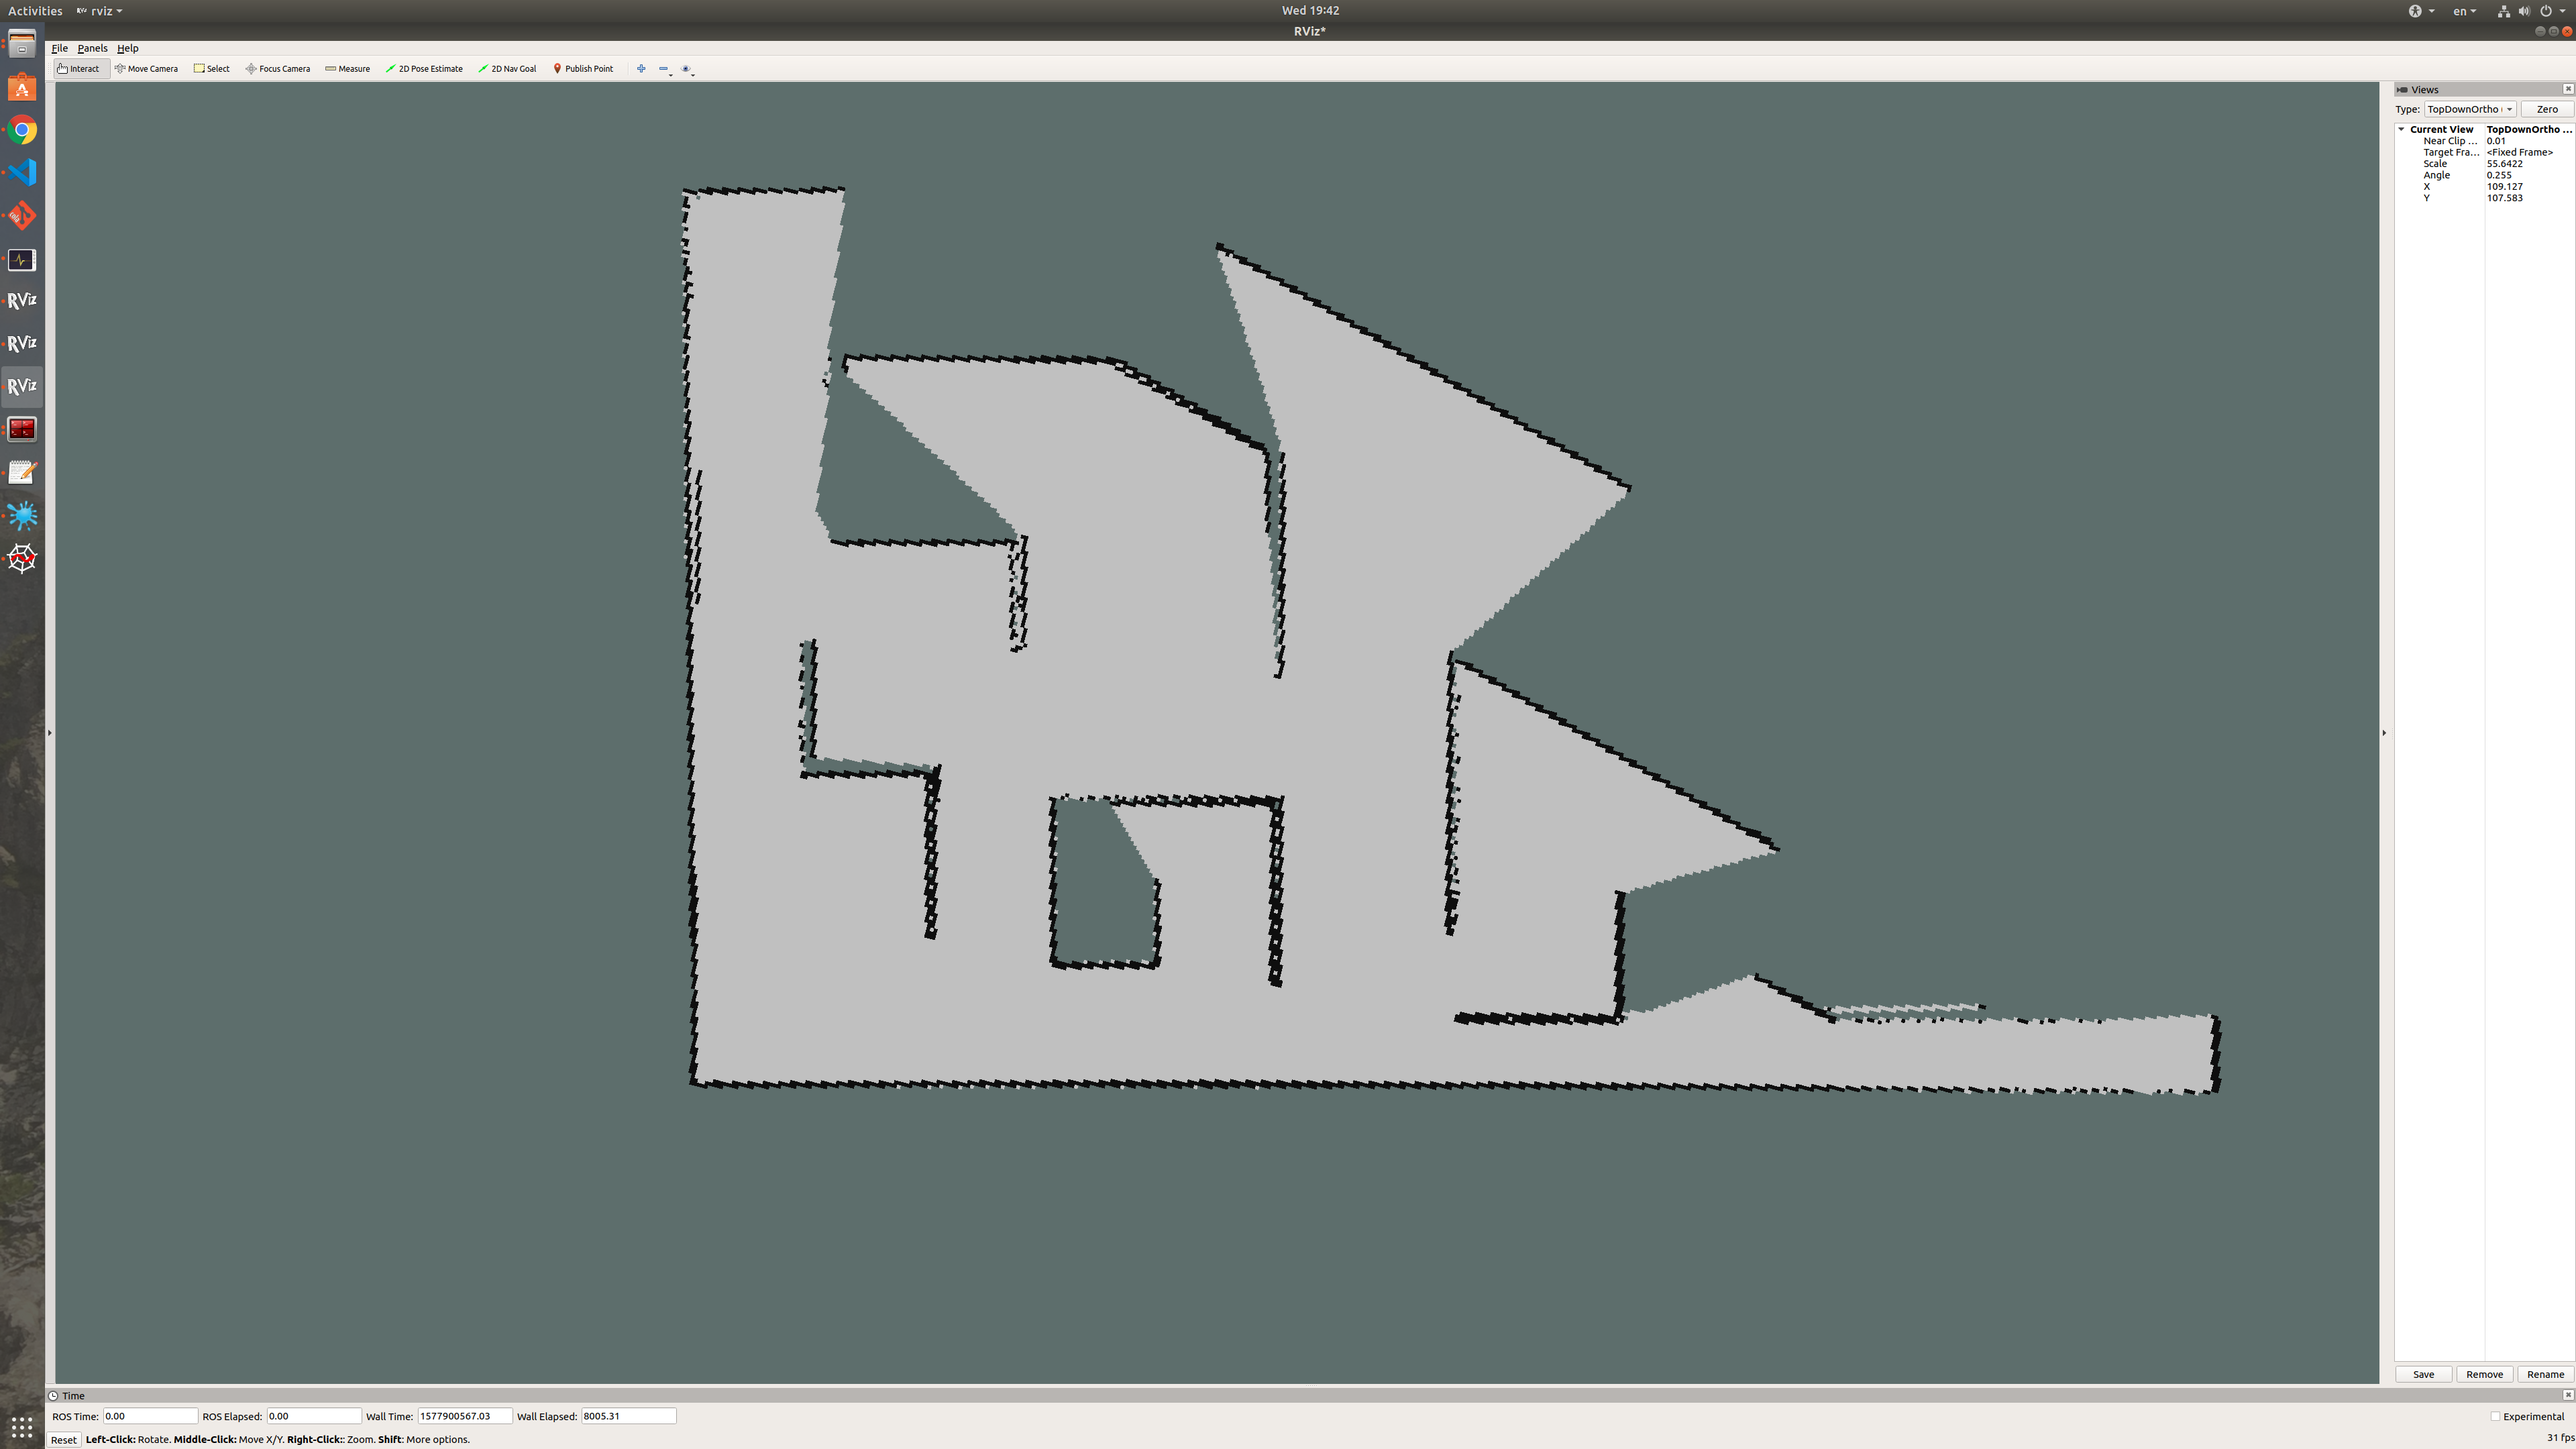 Activities rviz Wed 19:42 en
RViz*
File Panels Help
Interact Move Camera Select Focus Camera Measure 2D Pose Estimate 2D Nav Goal Publish Point
Views
Type: TopDownOrtho Zero
Current View TopDownOrtho ...
Near Clip ... 0.01
Target Fra... <Fixed Frame>
Scale 55.6422
Angle 0.255
X 109.127
Y 107.583
RViz
RViz
RViz
Save Remove Rename
Time
ROS Time: 0.00 ROS Elapsed: 0.00 Wall Time: 1577900567.03 Wall Elapsed: 8005.31 Experimental
Reset Left-Click: Rotate. Middle-Click: Move X/Y. Right-Click:: Zoom. Shift: More options. 31 fps